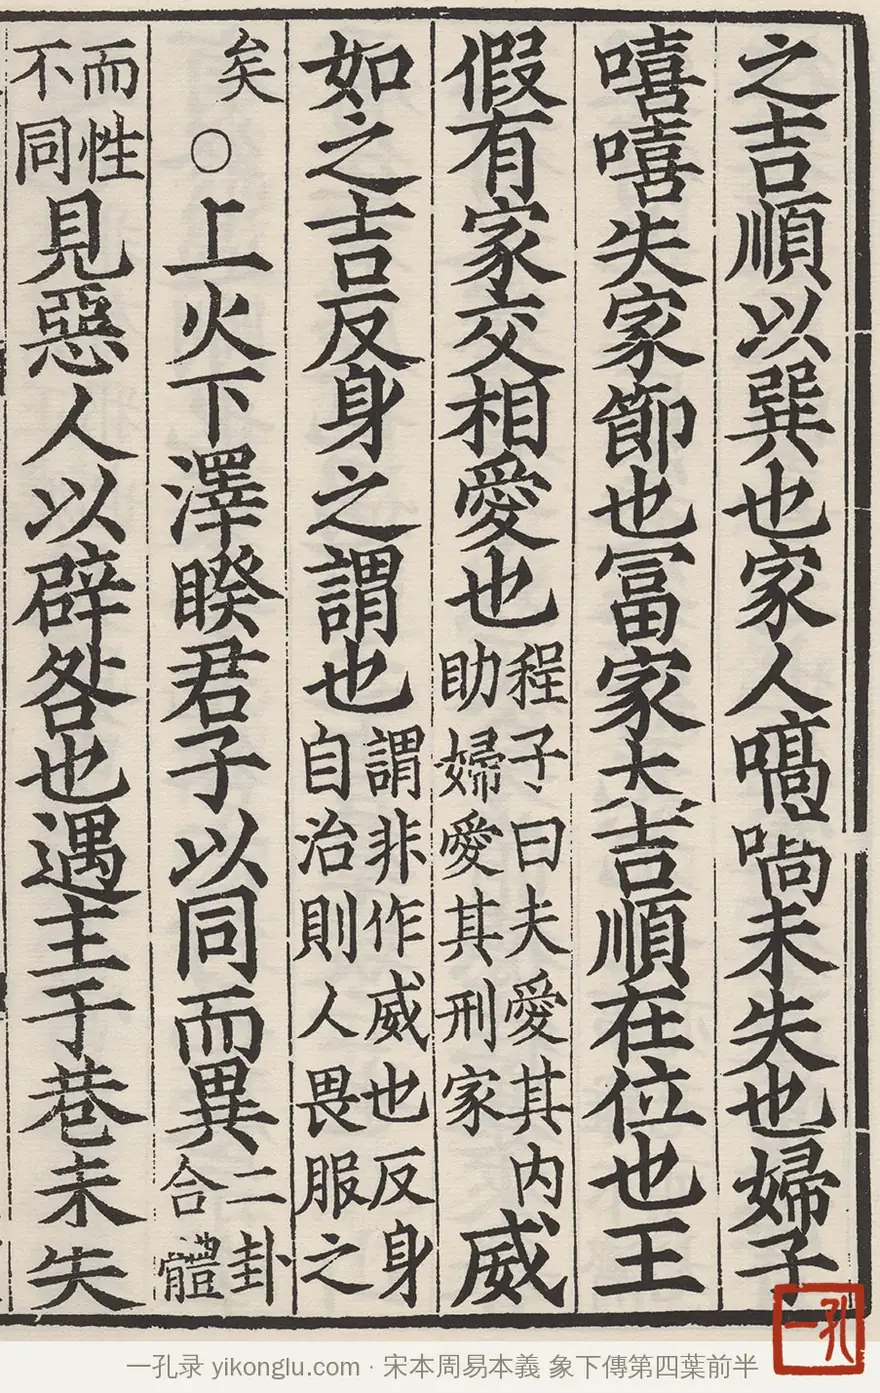 之吉順以巽也家人嗃嗃未失也婦子
嘻嘻失家節也冨家大吉順在位也王
假有家交相愛也程子曰夫愛其内助婦愛其刑家威
如之吉反身之謂也謂非作威也反身自治則人畏服之
矣○上火下澤睽君子以同而異二卦合體
而性不同見惡人以辟咎也遇主于巷未失
一孔
一孔录 yikonglu.com · 宋本周易本義 象下傳第四葉前半